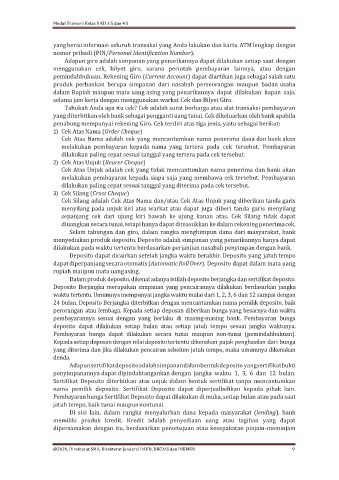 Modul Ekonomi Kelas X KD 3.5 dan 4.5
yang berisi informasi seluruh transaksi yang Anda lakukan dan kartu ATM lengkap dengan
nomor pribadi (PIN/Personal Identification Number).
Adapun giro adalah simpanan yang penarikannya dapat dilakukan setiap saat dengan
menggunakan cek, bilyet giro, sarana perintah pembayaran lainnya, atau dengan
pemindahbukuan. Rekening Giro (Current Account) dapat diartikan juga sebagai salah satu
produk perbankan berupa simpanan dari nasabah perseorangan maupun badan usaha
dalam Rupiah maupun mata uang asing yang penarikannya dapat dilakukan kapan saja
selama jam kerja dengan menggunakan warkat Cek dan Bilyet Giro.
Tahukah Anda apa itu cek? Cek adalah surat berharga atau alat transaksi pembayaran
yang diterbitkan oleh bank sebagai pengganti uang tunai. Cek dikeluarkan oleh bank apabila
penabung mempunyai rekening Giro. Cek terdiri atas tiga jenis, yaitu sebagai berikut:
1) Cek Atas Nama (Order Cheque)
Cek Atas Nama adalah cek yang mencantumkan nama penerima dana dan bank akan
melakukan pembayaran kepada nama yang tertera pada cek tersebut. Pembayaran
dilakukan paling cepat sesuai tanggal yang tertera pada cek tersebut.
2) Cek Atas Unjuk (Bearer Cheque)
Cek Atas Unjuk adalah cek yang tidak mencantumkan nama penerima dan bank akan
melakukan pembayaran kepada siapa saja yang membawa cek tersebut. Pembayaran
dilakukan paling cepat sesuai tanggal yang diterima pada cek tersebut.
3) Cek Silang (Cross Cheque)
Cek Silang adalah Cek Atas Nama dan/atau Cek Atas Unjuk yang diberikan tanda garis
menyilang pada unjuk kiri atas warkat atau dapat juga diberi tanda garis menyilang
sepanjang cek dari ujung kiri bawah ke ujung kanan atas. Cek Silang tidak dapat
diuangkan secara tunai, tetapi hanya dapat dimasukkan ke dalam rekening penerima cek.
Selain tabungan dan giro, dalam rangka menghimpun dana dari masyarakat, bank
menyediakan produk deposito. Deposito adalah simpanan yang penarikannya hanya dapat
dilakukan pada waktu tertentu berdasarkan perjanjian nasabah penyimpan dengan bank.
Deposito dapat dicairkan setelah jangka waktu berakhir. Deposito yang jatuh tempo
dapat diperpanjang secara otomatis (Automatic Roll Over). Deposito dapat dalam mata uang
rupiah maupun mata uang asing.
Dalam produk deposito, dikenal adanya istilah deposito berjangka dan sertifikat deposito.
Deposito Berjangka merupakan simpanan yang pencairannya dilakukan berdasarkan jangka
waktu tertentu. Umumnya mempunyai jangka waktu mulai dari 1, 2, 3, 6 dan 12 sampai dengan
24 bulan. Deposito Berjangka diterbitkan dengan mencantumkan nama pemilik deposito, baik
perorangan atau lembaga. Kepada setiap deposan diberikan bunga yang besarnya dan waktu
pembayarannya sesuai dengan yang berlaku di masing-masing bank. Pembayaran bunga
deposito dapat dilakukan setiap bulan atau setiap jatuh tempo sesuai jangka waktunya.
Pembayaran bunga dapat dilakukan secara tunai maupun non-tunai (pemindahbukuan).
Kepada setiap deposan dengan nilai deposito tertentu dikenakan pajak penghasilan dari bunga
yang diterima dan jika dilakukan pencairan sebelum jatuh tempo, maka umumnya dikenakan
denda.
Adapun sertifikat deposito adalah simpanan dalam bentuk deposito yang sertifikat bukti
penyimpanannya dapat dipindahtangankan dengan jangka waktu 1, 3, 6 dan 12 bulan.
Sertifikat Deposito diterbitkan atas unjuk dalam bentuk sertifikat tanpa mencantumkan
nama pemilik deposito. Sertifikat Deposito dapat diperjualbelikan kepada pihak lain.
Pembayaran bunga Sertifikat Deposito dapat dilakukan di muka, setiap bulan atau pada saat
jatuh tempo, baik tunai maupun nontunai.
Di sisi lain, dalam rangka menyalurkan dana kepada masyarakat (lending), bank
memiliki produk kredit. Kredit adalah penyediaan uang atau tagihan yang dapat
dipersamakan dengan itu, berdasarkan persetujuan atau kesepakatan pinjam-meminjam
@2020, Direktorat SMA, Direktorat Jenderal PAUD, DIKDAS dan DIKMEN 9